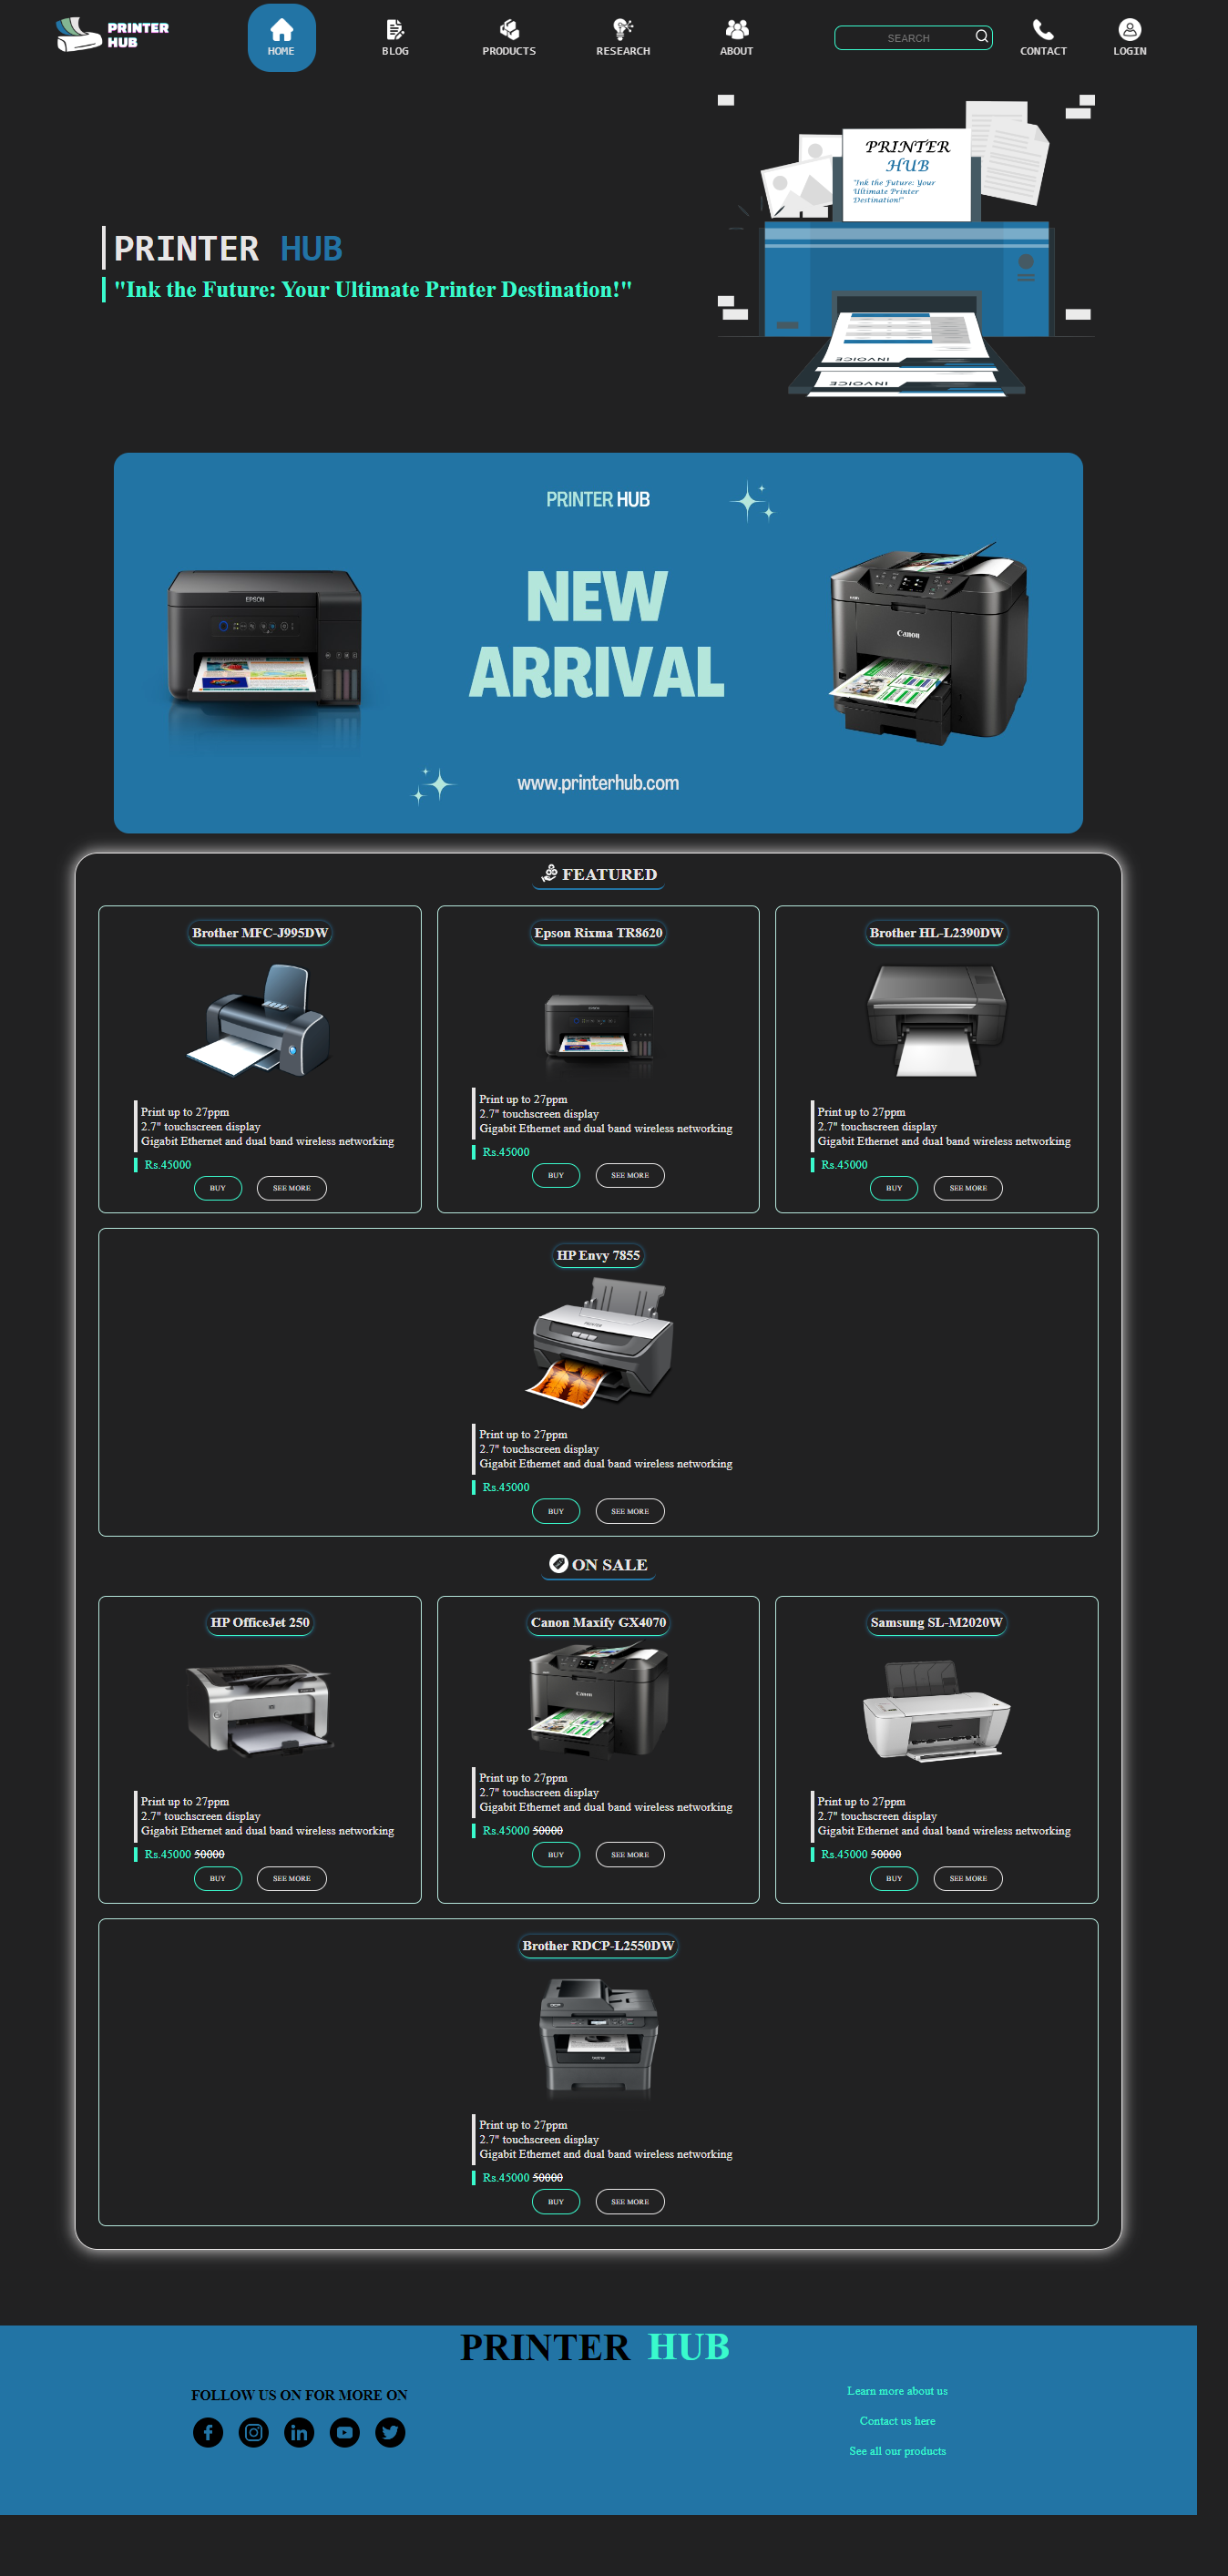 PRINTER
HUB
HOME
BLOG
PRODUCTS
RESEARCH
ABOUT
SEARCH
CONTACT
LOGIN
PRINTER
HUB
"Ink the Future: Your
Ultimate Printer
Destination!"
PRINTER HUB
"Ink the Future: Your Ultimate Printer Destination!"
INVOICE
INVOICE
PRINTER HUB
NEW
ARRIVAL
EPSON
Canon
www.printerhub.com
FEATURED
Brother MFC-J995DW
Print up to 27ppm
2.7" touchscreen display
Gigabit Ethernet and dual band wireless networking
Rs.45000
BUY
SEE MORE
Epson Rixma TR8620
Print up to 27ppm
2.7" touchscreen display
Gigabit Ethernet and dual band wireless networking
Rs.45000
BUY
SEE MORE
Brother HL-L2390DW
Print up to 27ppm
2.7" touchscreen display
Gigabit Ethernet and dual band wireless networking
Rs.45000
BUY
SEE MORE
HP Envy 7855
Print up to 27ppm
2.7" touchscreen display
Gigabit Ethernet and dual band wireless networking
Rs.45000
BUY
SEE MORE
ON SALE
HP OfficeJet 250
Print up to 27ppm
2.7" touchscreen display
Gigabit Ethernet and dual band wireless networking
Rs.45000 50000
BUY
SEE MORE
Canon Maxify GX4070
Canon
Print up to 27ppm
2.7" touchscreen display
Gigabit Ethernet and dual band wireless networking
Rs.45000 50000
BUY
SEE MORE
Samsung SL-M2020W
Print up to 27ppm
2.7" touchscreen display
Gigabit Ethernet and dual band wireless networking
Rs.45000 50000
BUY
SEE MORE
Brother RDCP-L2550DW
Print up to 27ppm
2.7" touchscreen display
Gigabit Ethernet and dual band wireless networking
Rs.45000 50000
BUY
SEE MORE
PRINTER HUB
FOLLOW US ON FOR MORE ON
Learn more about us
Contact us here
See all our products